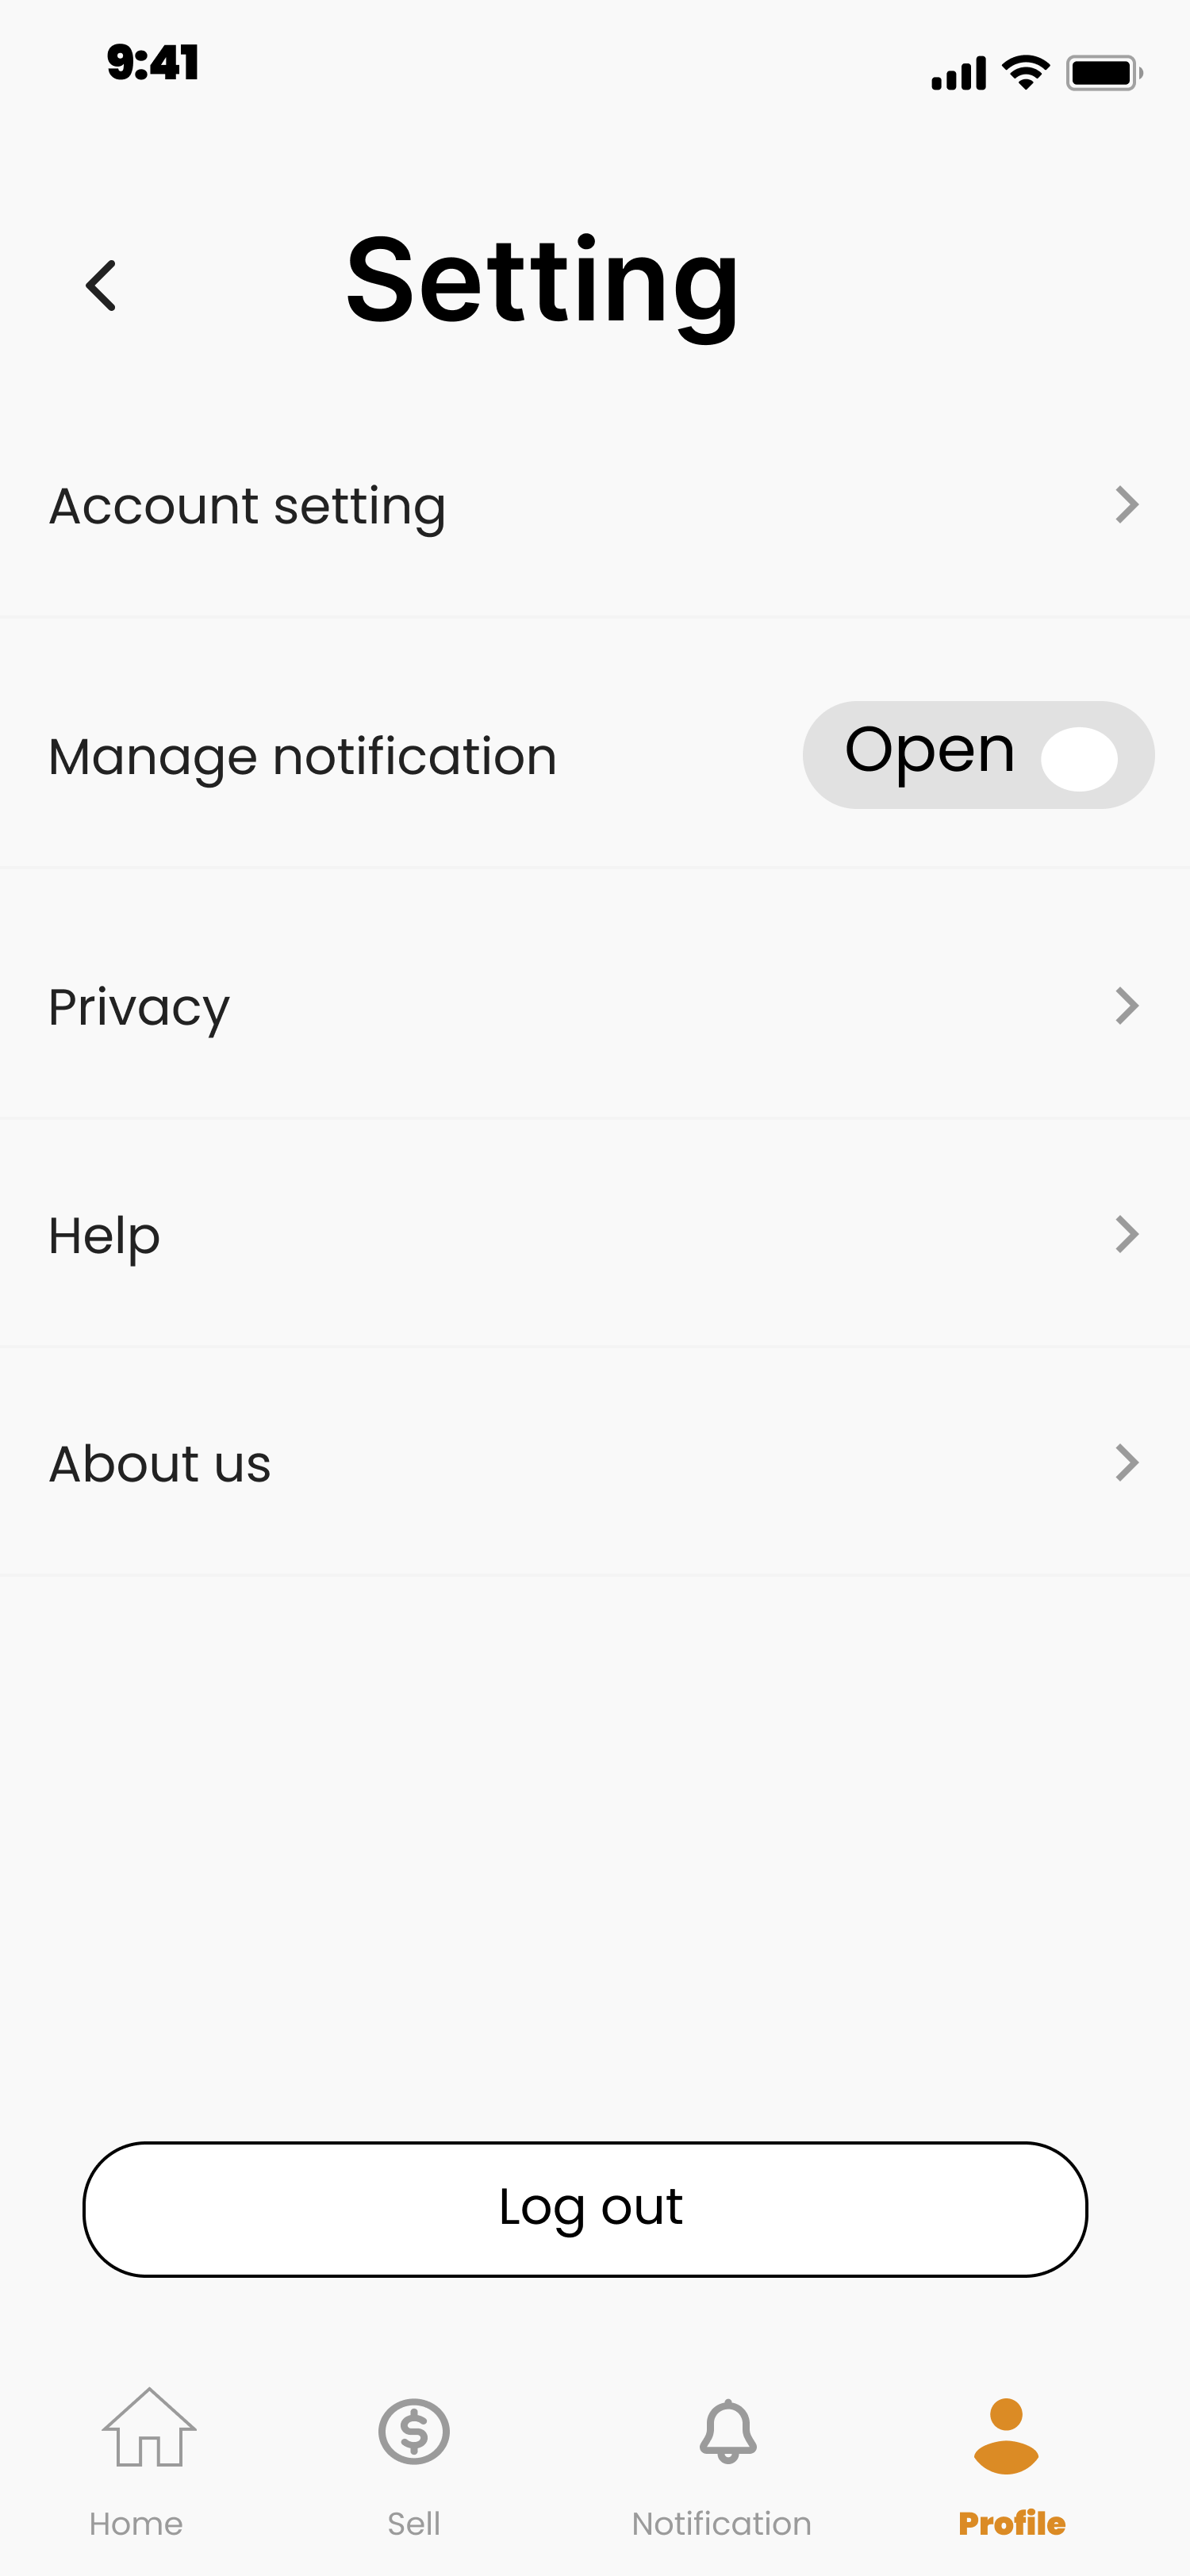 9:41
Setting
Account setting
Manage notification
Open
Privacy
Help
About us
Log out
Home
Sell
Notification
Profile